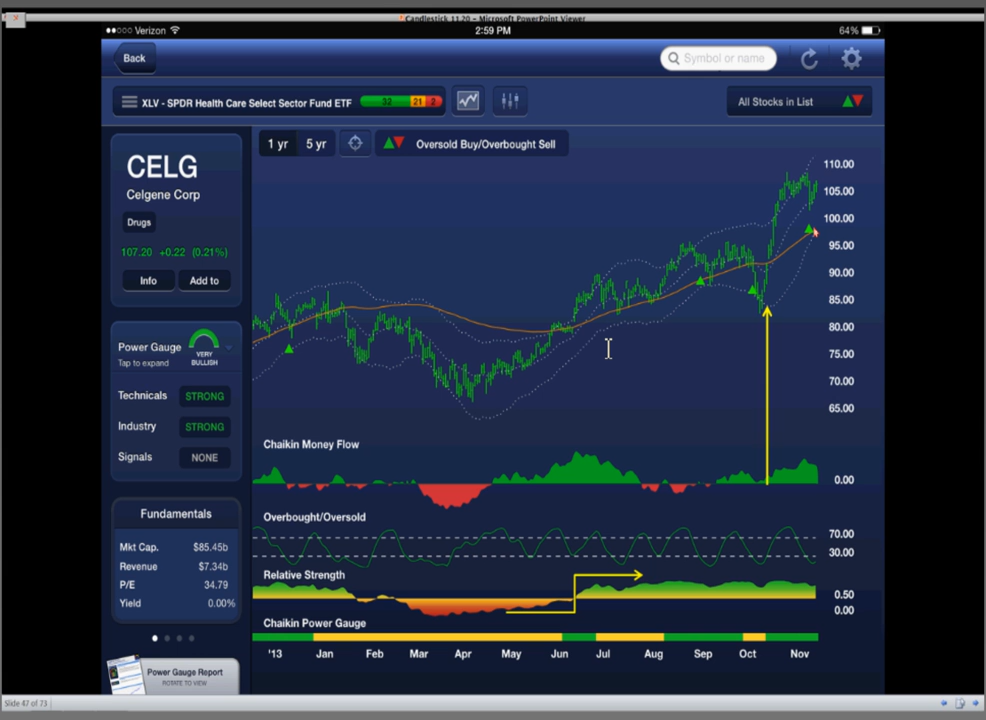 Candlestick 11.20 - Microsoft PowerPoint Viewer
Verizon
2:59 PM
64%
Back
Symbol or name
XLV - SPDR Health Care Select Sector Fund ETF
32 21 2
All Stocks in List
CELG
Celgene Corp
Drugs
107.20 +0.22 (0.21%)
Info
Add to
Power Gauge
Tap to expand
VERY
BULLISH
Technicals STRONG
Industry STRONG
Signals NONE
Fundamentals
Mkt Cap. $85.45b
Revenue $7.34b
P/E 34.79
Yield 0.00%
Power Gauge Report
ROTATE TO VIEW
1 yr
5 yr
Oversold Buy/Overbought Sell
110.00
105.00
100.00
95.00
90.00
85.00
80.00
75.00
70.00
65.00
Chaikin Money Flow
0.00
Overbought/Oversold
70.00
30.00
Relative Strength
0.50
0.00
Chaikin Power Gauge
'13 Jan Feb Mar Apr May Jun Jul Aug Sep Oct Nov
Slide 47 of 73